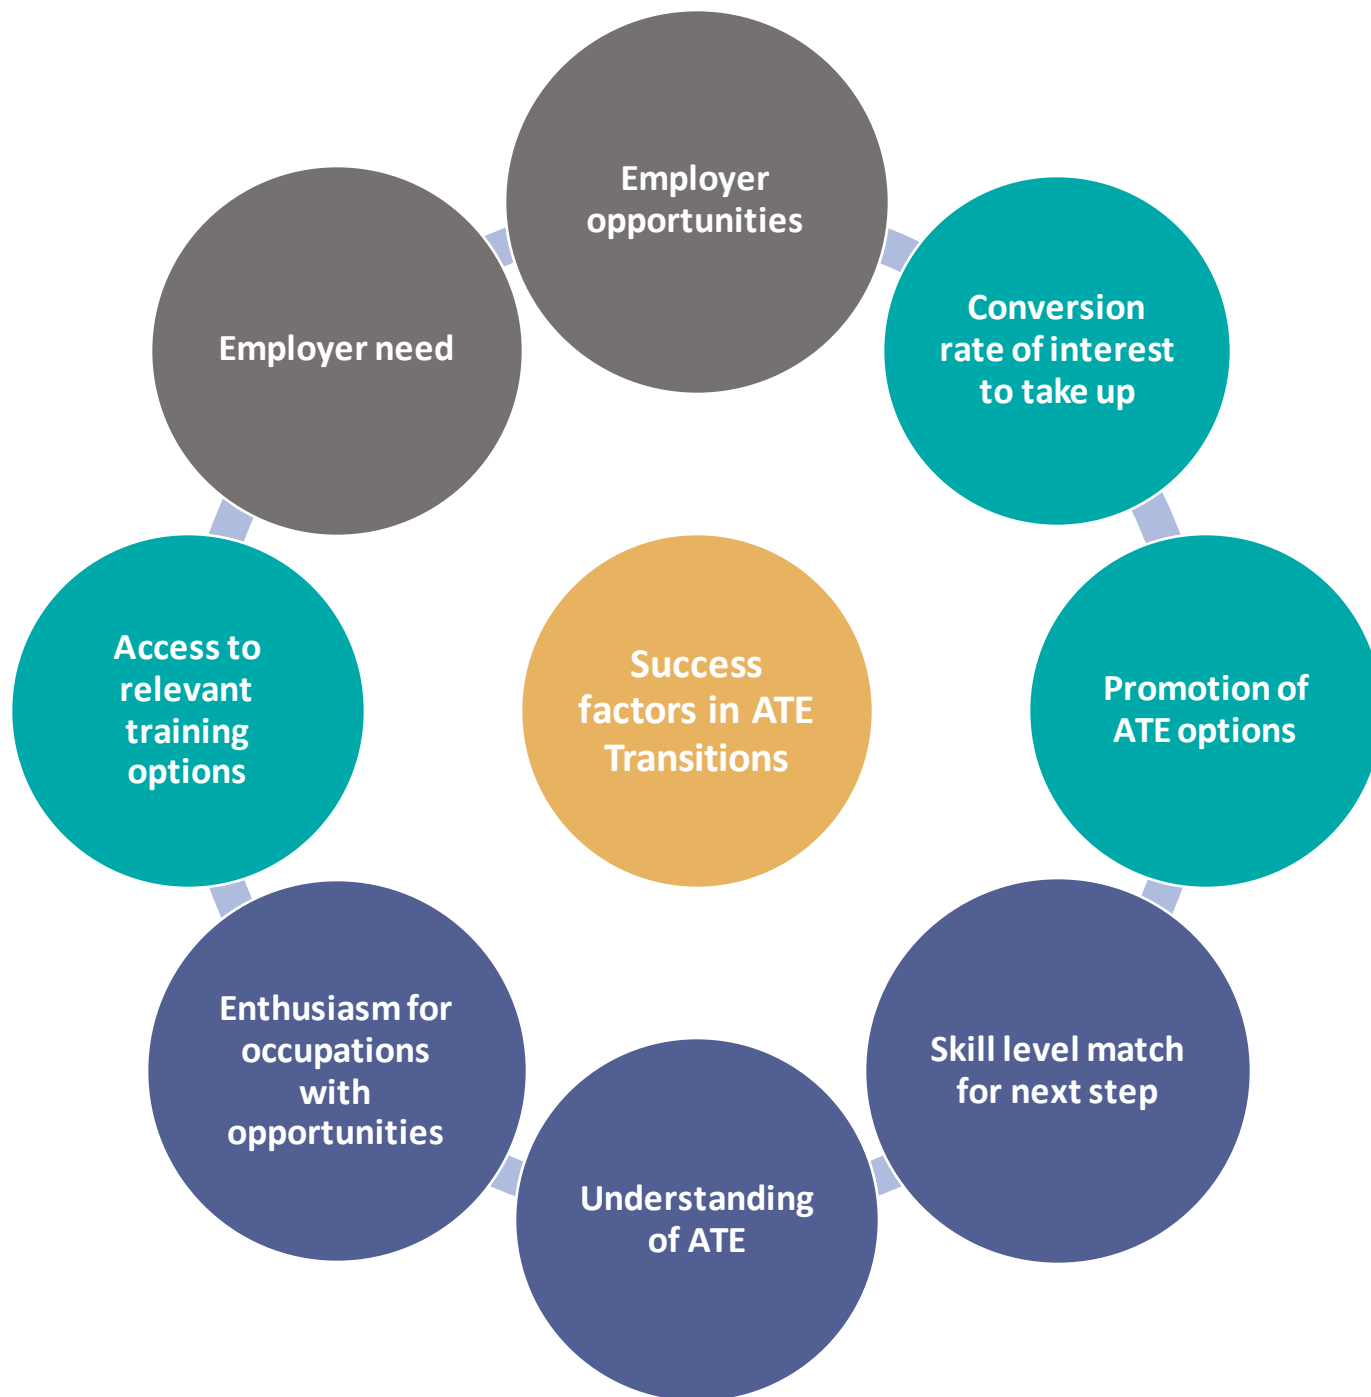 Employer
opportunities
Conversion
rate of interest
to take up
Promotion of
ATE options
Skill level match
for next step
Understanding
of ATE
Enthusiasm for
occupations
with
opportunities
Access to
relevant
training
options
Employer need
Success
factors in ATE
Transitions